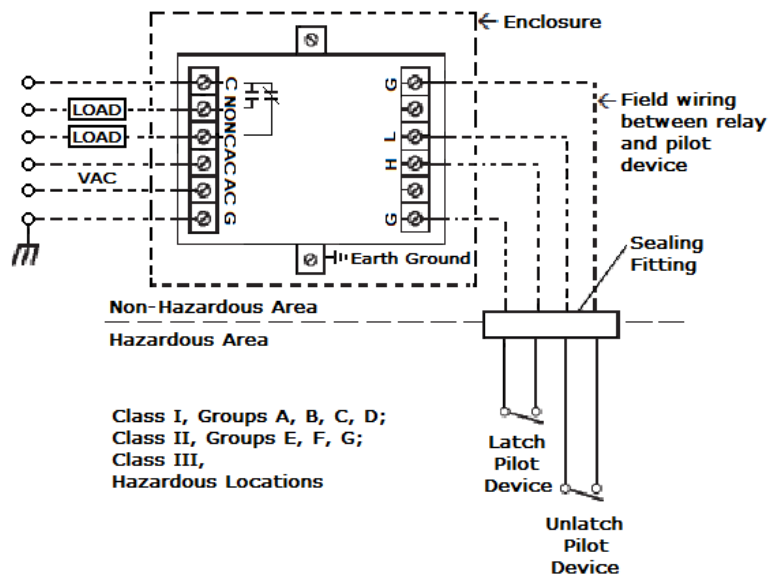 Enclosure
C
NO
NC
AC
AC
G
G
L
H
G
LOAD
LOAD
VAC
Field wiring
between relay
and pilot
device
Sealing
Fitting
Earth Ground
Non-Hazardous Area
Hazardous Area
Class I, Groups A, B, C, D;
Class II, Groups E, F, G;
Class III,
Hazardous Locations
Latch
Pilot
Device
Unlatch
Pilot
Device